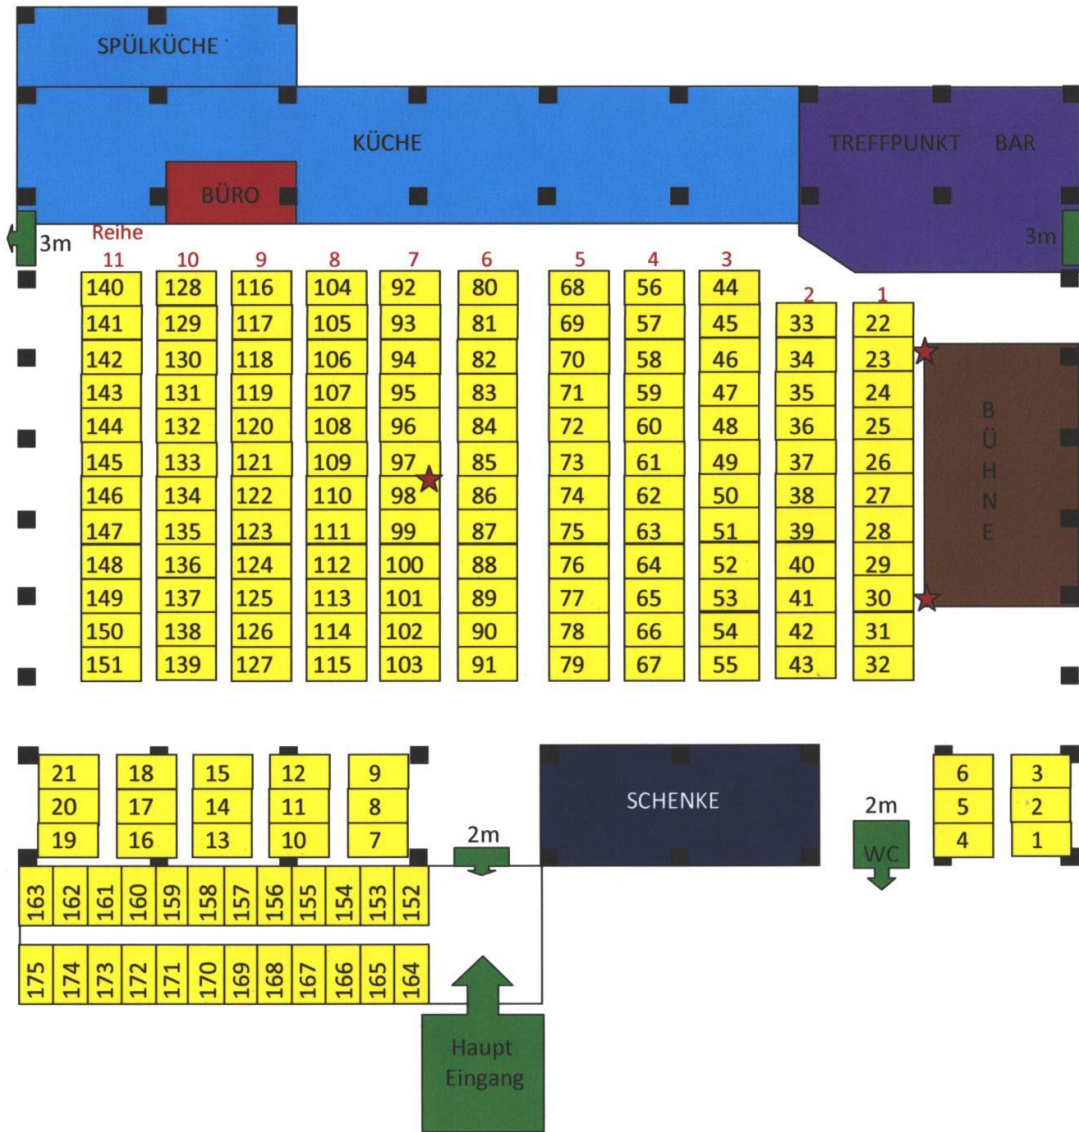 SPÜLKÜCHE
KÜCHE
TREFFPUNKT BAR
BÜRO
3m
3m
Reihe
11 10 9 8 7 6 5 4 3
2 1
140 128 116 104 92 80 68 56 44
141 129 117 105 93 81 69 57 45 33 22
142 130 118 106 94 82 70 58 46 34 23
143 131 119 107 95 83 71 59 47 35 24
144 132 120 108 96 84 72 60 48 36 25
145 133 121 109 97 85 73 61 49 37 26
146 134 122 110 98 86 74 62 50 38 27
147 135 123 111 99 87 75 63 51 39 28
148 136 124 112 100 88 76 64 52 40 29
149 137 125 113 101 89 77 65 53 41 30
150 138 126 114 102 90 78 66 54 42 31
151 139 127 115 103 91 79 67 55 43 32
BÜHNE
21 18 15 12 9
20 17 14 11 8
19 16 13 10 7
SCHENKE
6 3
5 2
4 1
2m
2m
WC
163 162 161 160 159 158 157 156 155 154 153 152
175 174 173 172 171 170 169 168 167 166 165 164
Haupt
Eingang